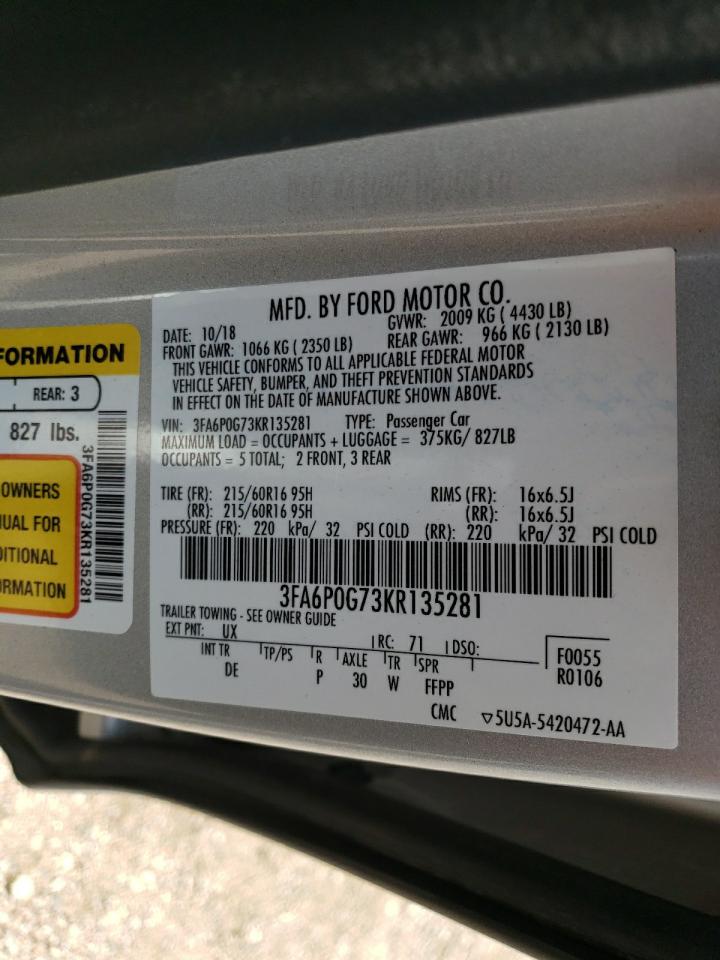 MFD. BY FORD MOTOR CO.
DATE: 10/18 GVWR: 2009 KG ( 4430 LB)
FRONT GAWR: 1066 KG ( 2350 LB) REAR GAWR: 966 KG ( 2130 LB)
THIS VEHICLE CONFORMS TO ALL APPLICABLE FEDERAL MOTOR
VEHICLE SAFETY, BUMPER, AND THEFT PREVENTION STANDARDS
IN EFFECT ON THE DATE OF MANUFACTURE SHOWN ABOVE.
VIN: 3FA6P0G73KR135281 TYPE: Passenger Car
MAXIMUM LOAD = OCCUPANTS + LUGGAGE = 375KG/ 827LB
OCCUPANTS = 5 TOTAL; 2 FRONT, 3 REAR
TIRE (FR): 215/60R16 95H RIMS (FR): 16x6.5J
(RR): 215/60R16 95H (RR): 16x6.5J
PRESSURE (FR): 220 kPa/ 32 PSI COLD (RR): 220 kPa/ 32 PSI COLD
3FA6P0G73KR135281
TRAILER TOWING - SEE OWNER GUIDE
EXT PNT: UX RC: 71 DSO:
INT TR TP/PS R AXLE TR SPR F0055
DE P 30 W FFPP R0106
CMC ▽5U5A-5420472-AA
FORMATION
REAR: 3
827 lbs.
3FA6P0G73KR135281
OWNERS
UAL FOR
DITIONAL
RMATION